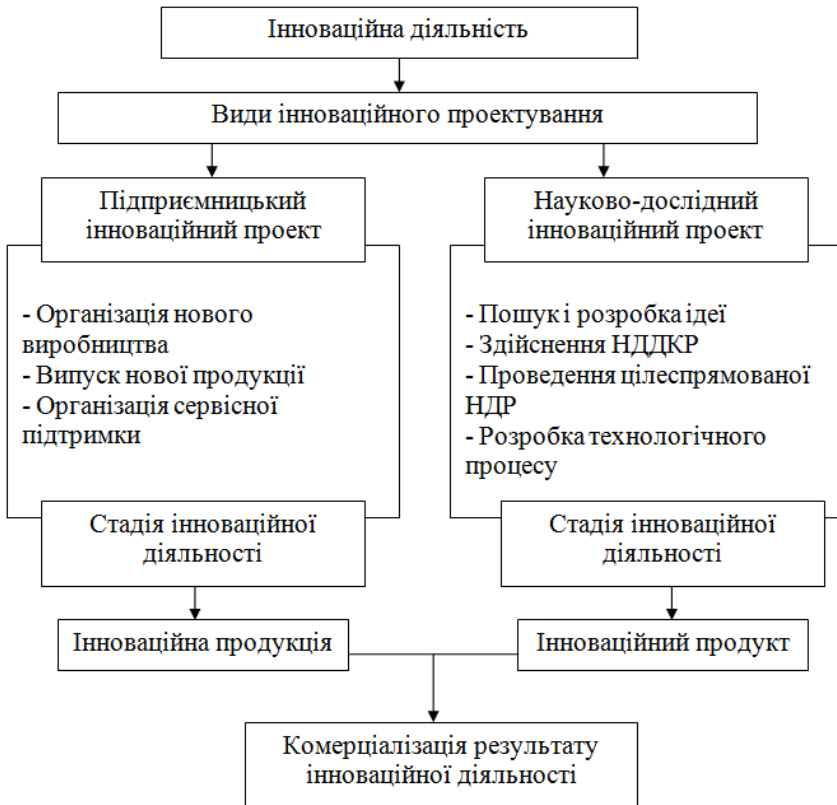 Інноваційна діяльність
Види інноваційного проектування
Підприємницький
інноваційний проект
- Організація нового
виробництва
- Випуск нової продукції
- Організація сервісної
підтримки
Стадія інноваційної
діяльності
Інноваційна продукція
Науково-дослідний
інноваційний проект
- Пошук і розробка ідеї
- Здійснення НДДКР
- Проведення цілеспрямованої
НДР
- Розробка технологічного
процесу
Стадія інноваційної
діяльності
Інноваційний продукт
Комерціалізація результату
інноваційної діяльності